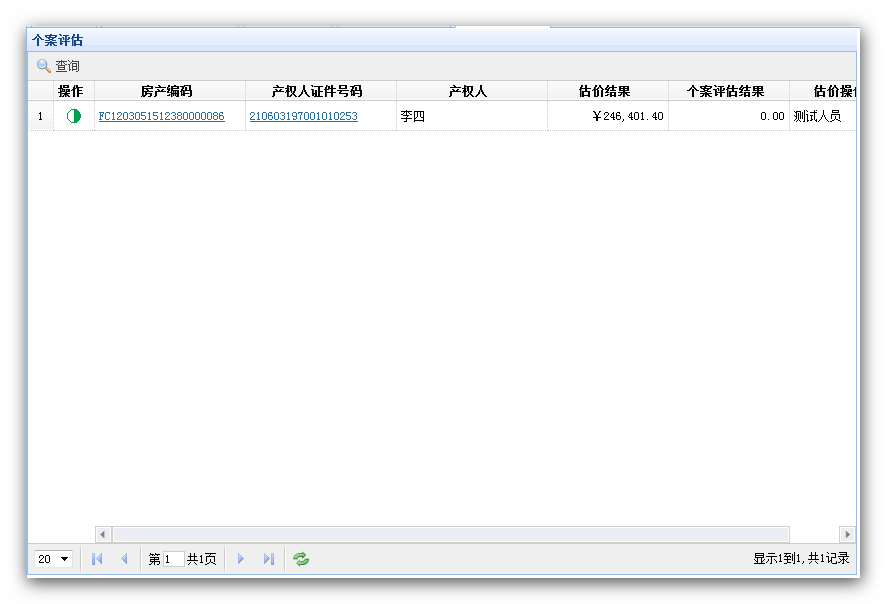 个案评估
查询
操作 房产编码 产权人证件号码 产权人 估价结果 个案评估结果 估价操
1 FC1203051512380000086 210603197001010253 李四 ¥246,401.40 0.00 测试人员
20 第 1 共1页 显示1到1,共1记录